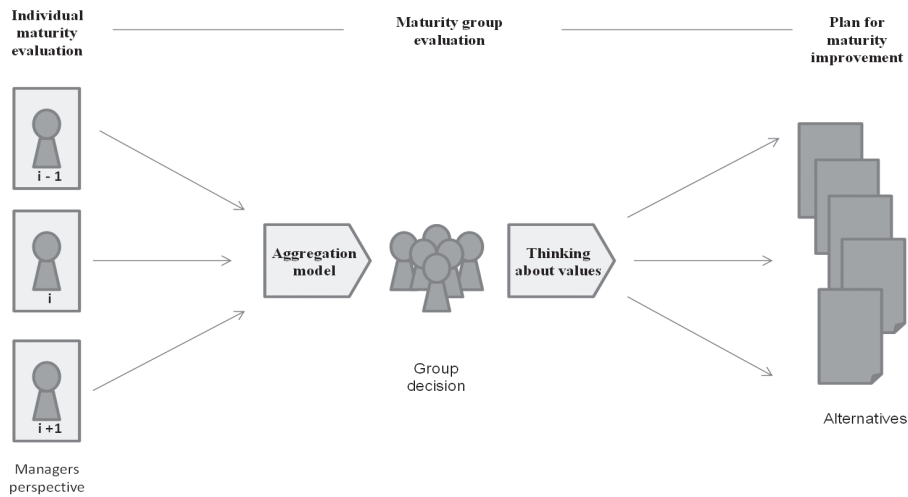 Individual
maturity
evaluation
Maturity group
evaluation
Plan for
maturity
improvement
i - 1
i
i +1
Managers
perspective
Aggregation
model
Group
decision
Thinking
about values
Alternatives